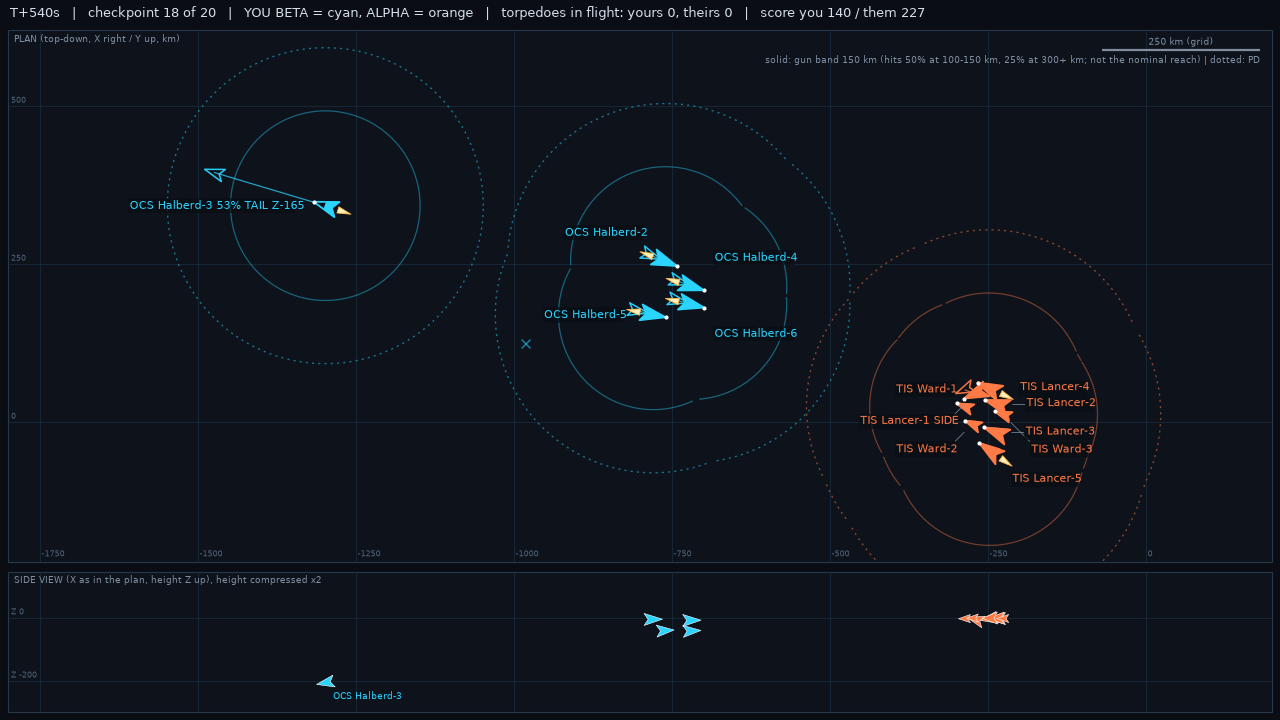 T+540s | checkpoint 18 of 20 | YOU BETA = cyan, ALPHA = orange | torpedoes in flight: yours 0, theirs 0 | score you 140 / them 227
PLAN (top-down, X right / Y up, km)
250 km (grid)
solid: gun band 150 km (hits 50% at 100-150 km, 25% at 300+ km; not the nominal reach) | dotted: PD
500
OCS Halberd-3 53% TAIL Z-165
OCS Halberd-2
OCS Halberd-4
250
OCS Halberd-5
OCS Halberd-6
TIS Ward-1
TIS Lancer-4
TIS Lancer-2
0
TIS Lancer-1 SIDE
TIS Lancer-3
TIS Ward-2
TIS Ward-3
TIS Lancer-5
-1750
-1500
-1250
-1000
-750
-500
-250
0
SIDE VIEW (X as in the plan, height Z up), height compressed x2
Z 0
Z -200
OCS Halberd-3